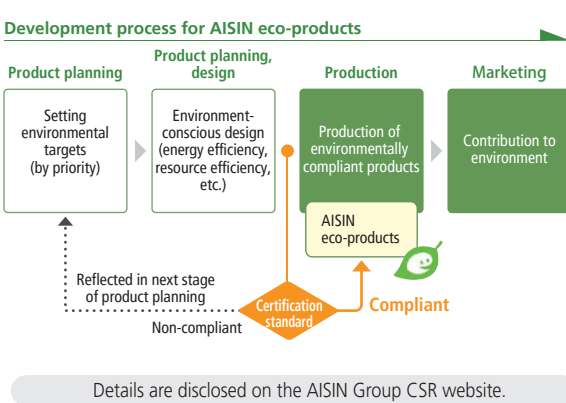 Development process for AISIN eco-products
Product planning
Product planning,
design
Production
Marketing
Setting
environmental
targets
(by priority)
Environment-
conscious design
(energy efficiency,
resource efficiency,
etc.)
Production of
environmentally
compliant products
Contribution to
environment
AISIN
eco-products
Reflected in next stage
of product planning
Non-compliant
Certification
standard
Compliant
Details are disclosed on the AISIN Group CSR website.